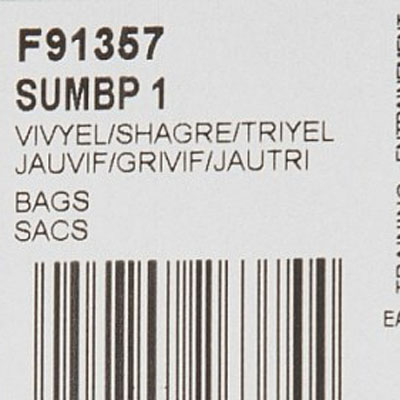 F91357
SUMBP 1
VIVYEL/SHAGRE/TRIYEL
JAUVIF/GRIVIF/JAUTRI
BAGS
SACS